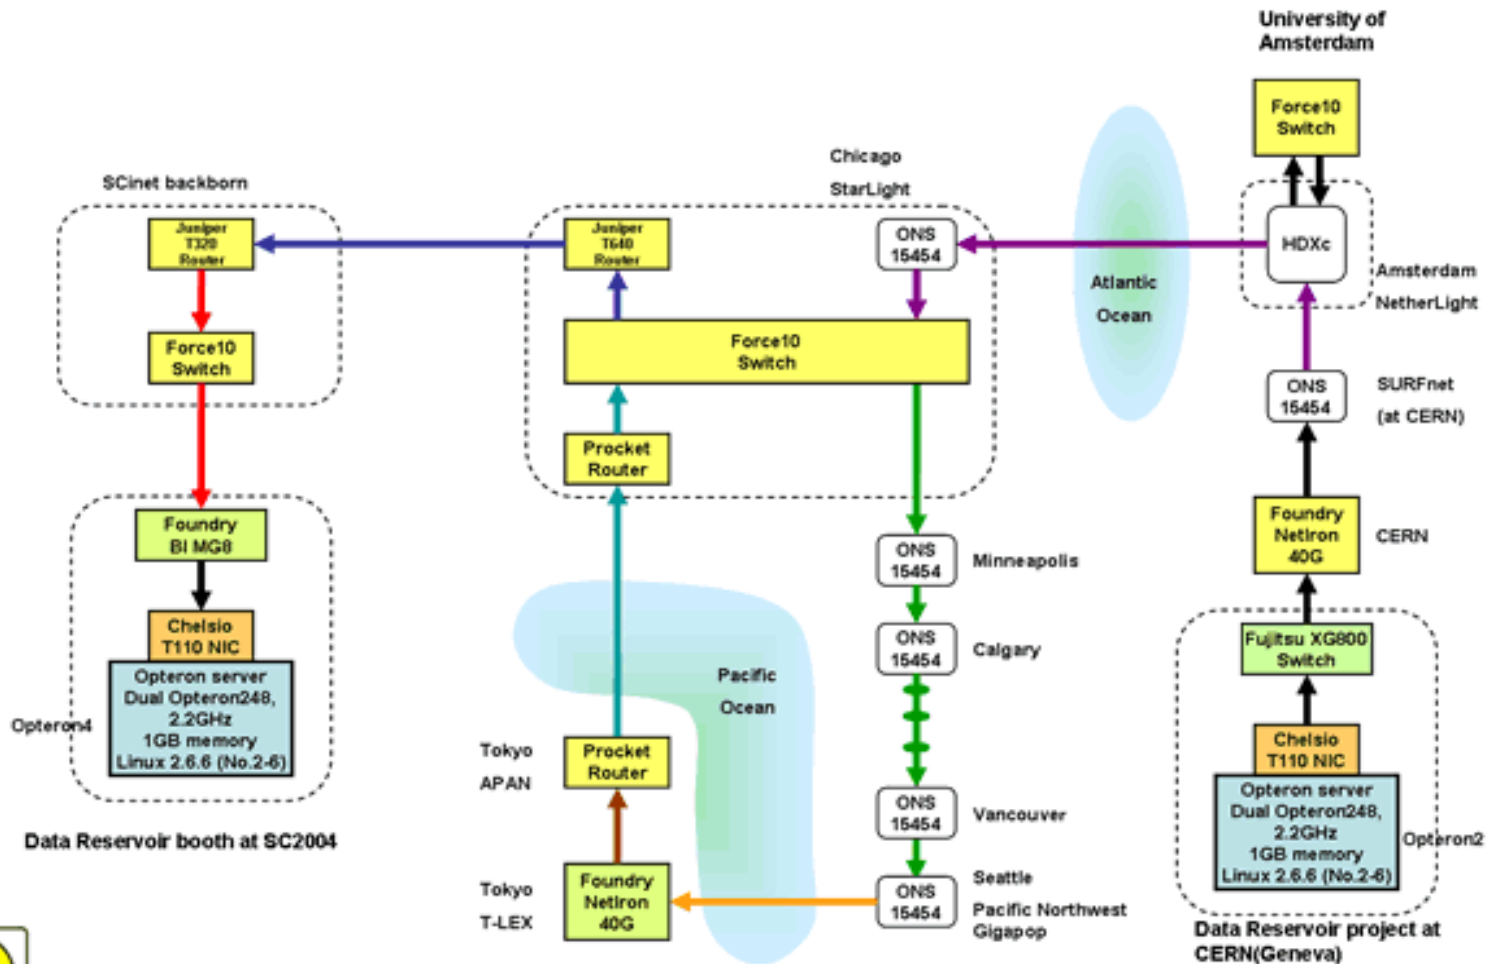 University of
Amsterdam
Force10
Switch
Chicago
StarLight
SCinet backborn
Juniper
T320
Router
Juniper
T640
Router
ONS
15454
HDXc
Amsterdam
NetherLight
Atlantic
Ocean
Force10
Switch
Force10
Switch
ONS
15454
SURFnet
(at CERN)
Procket
Router
Foundry
BI MG8
Foundry
NetIron
40G
CERN
ONS
15454
Minneapolis
Chelsio
T110 NIC
ONS
15454
Calgary
Fujitsu XG800
Switch
Opteron server
Dual Opteron248,
2.2GHz
1GB memory
Linux 2.6.6 (No.2-6)
Opteron4
Pacific
Ocean
Tokyo
APAN
Procket
Router
Chelsio
T110 NIC
ONS
15454
Vancouver
Opteron server
Dual Opteron248,
2.2GHz
1GB memory
Linux 2.6.6 (No.2-6)
Opteron2
Data Reservoir booth at SC2004
Tokyo
T-LEX
Foundry
NetIron
40G
ONS
15454
Seattle
Pacific Northwest
Gigapop
Data Reservoir project at
CERN(Geneva)